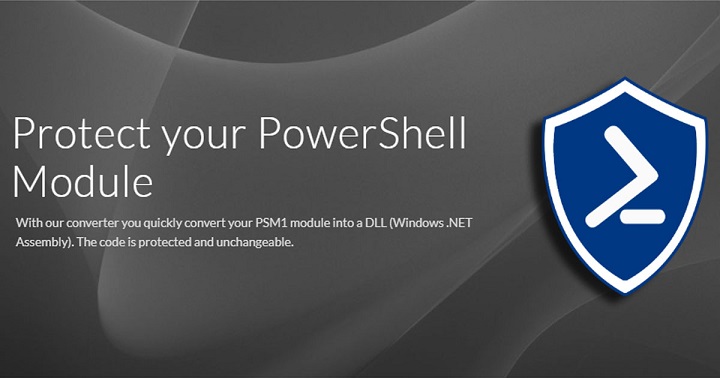 Protect your PowerShell
Module
With our converter you quickly convert your PSM1 module into a DLL (Windows .NET
Assembly). The code is protected and unchangeable.